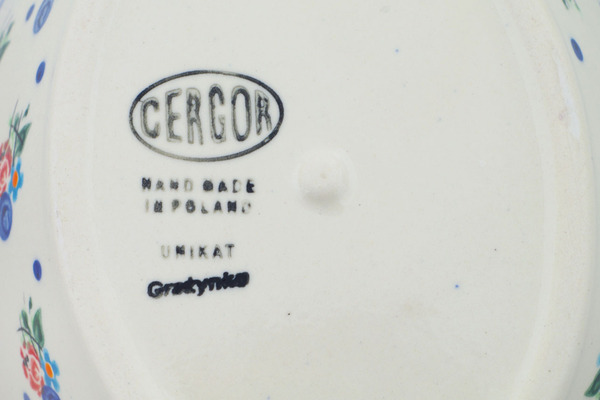 CERGOR
HAND MADE
IN POLAND
UNIKAT
Grażynka